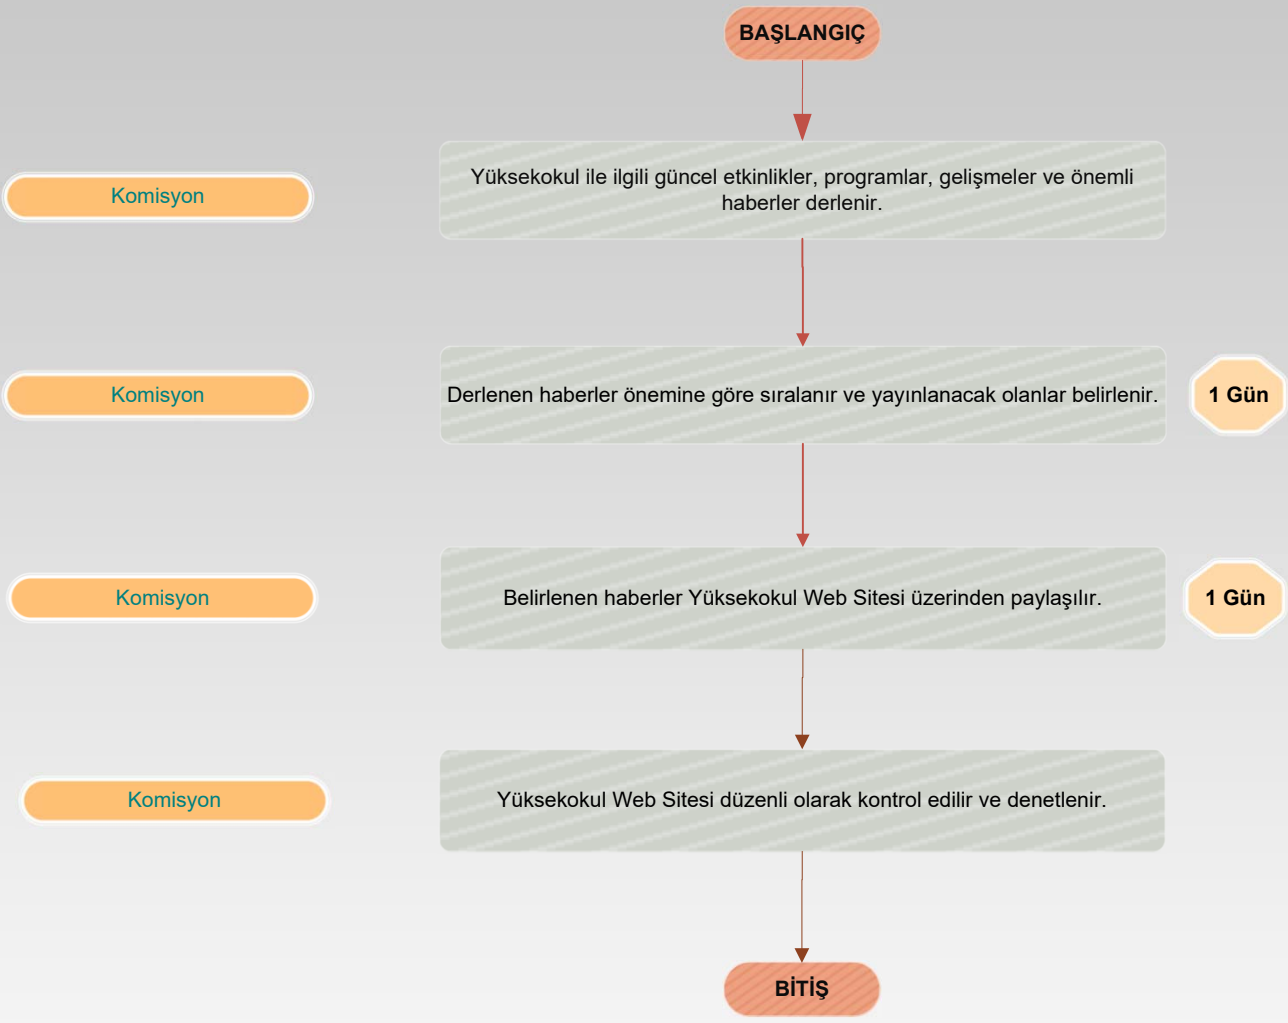 BAŞLANGIÇ
Komisyon
Yüksekokul ile ilgili güncel etkinlikler, programlar, gelişmeler ve önemli
haberler derlenir.
Komisyon
Derlenen haberler önemine göre sıralanır ve yayınlanacak olanlar belirlenir.
1 Gün
Komisyon
Belirlenen haberler Yüksekokul Web Sitesi üzerinden paylaşılır.
1 Gün
Komisyon
Yüksekokul Web Sitesi düzenli olarak kontrol edilir ve denetlenir.
BİTİŞ